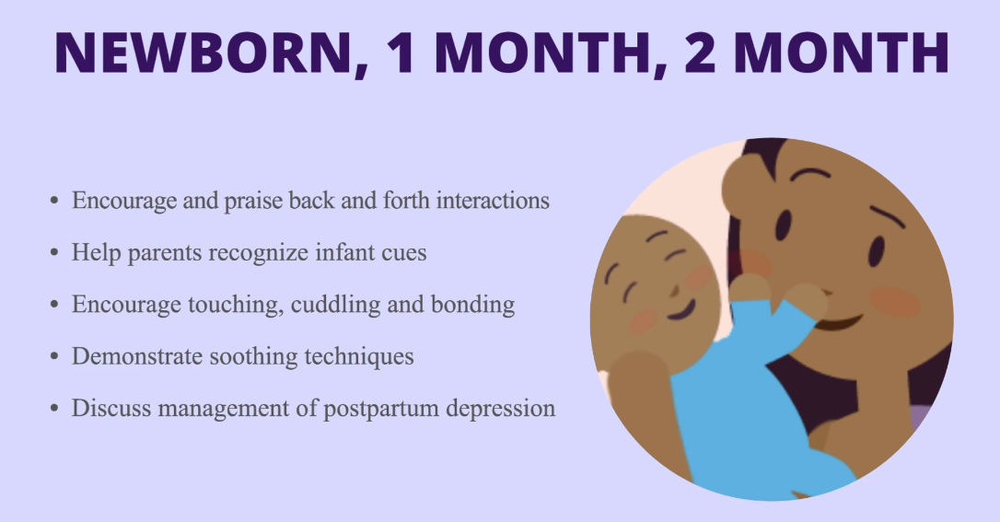 NEWBORN, 1 MONTH, 2 MONTH
• Encourage and praise back and forth interactions
• Help parents recognize infant cues
• Encourage touching, cuddling and bonding
• Demonstrate soothing techniques
• Discuss management of postpartum depression